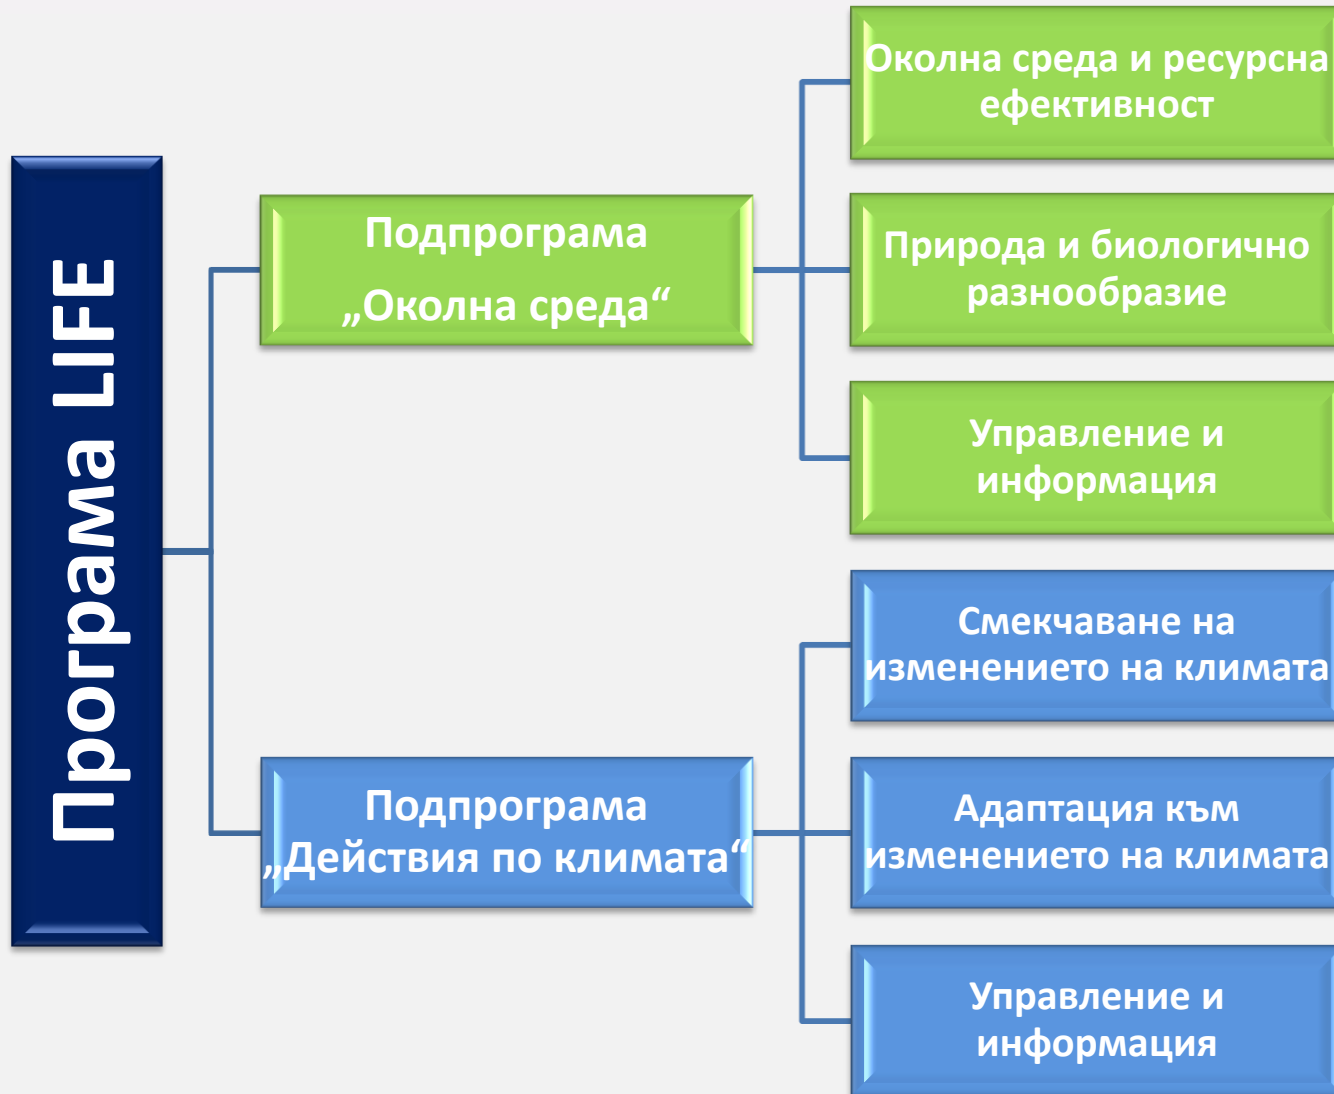 Програма LIFE
Подпрограма
„Околна среда“
Околна среда и ресурсна
ефективност
Природа и биологично
разнообразие
Управление и
информация
Подпрограма
„Действия по климата“
Смекчаване на
изменението на климата
Адаптация към
изменението на климата
Управление и
информация